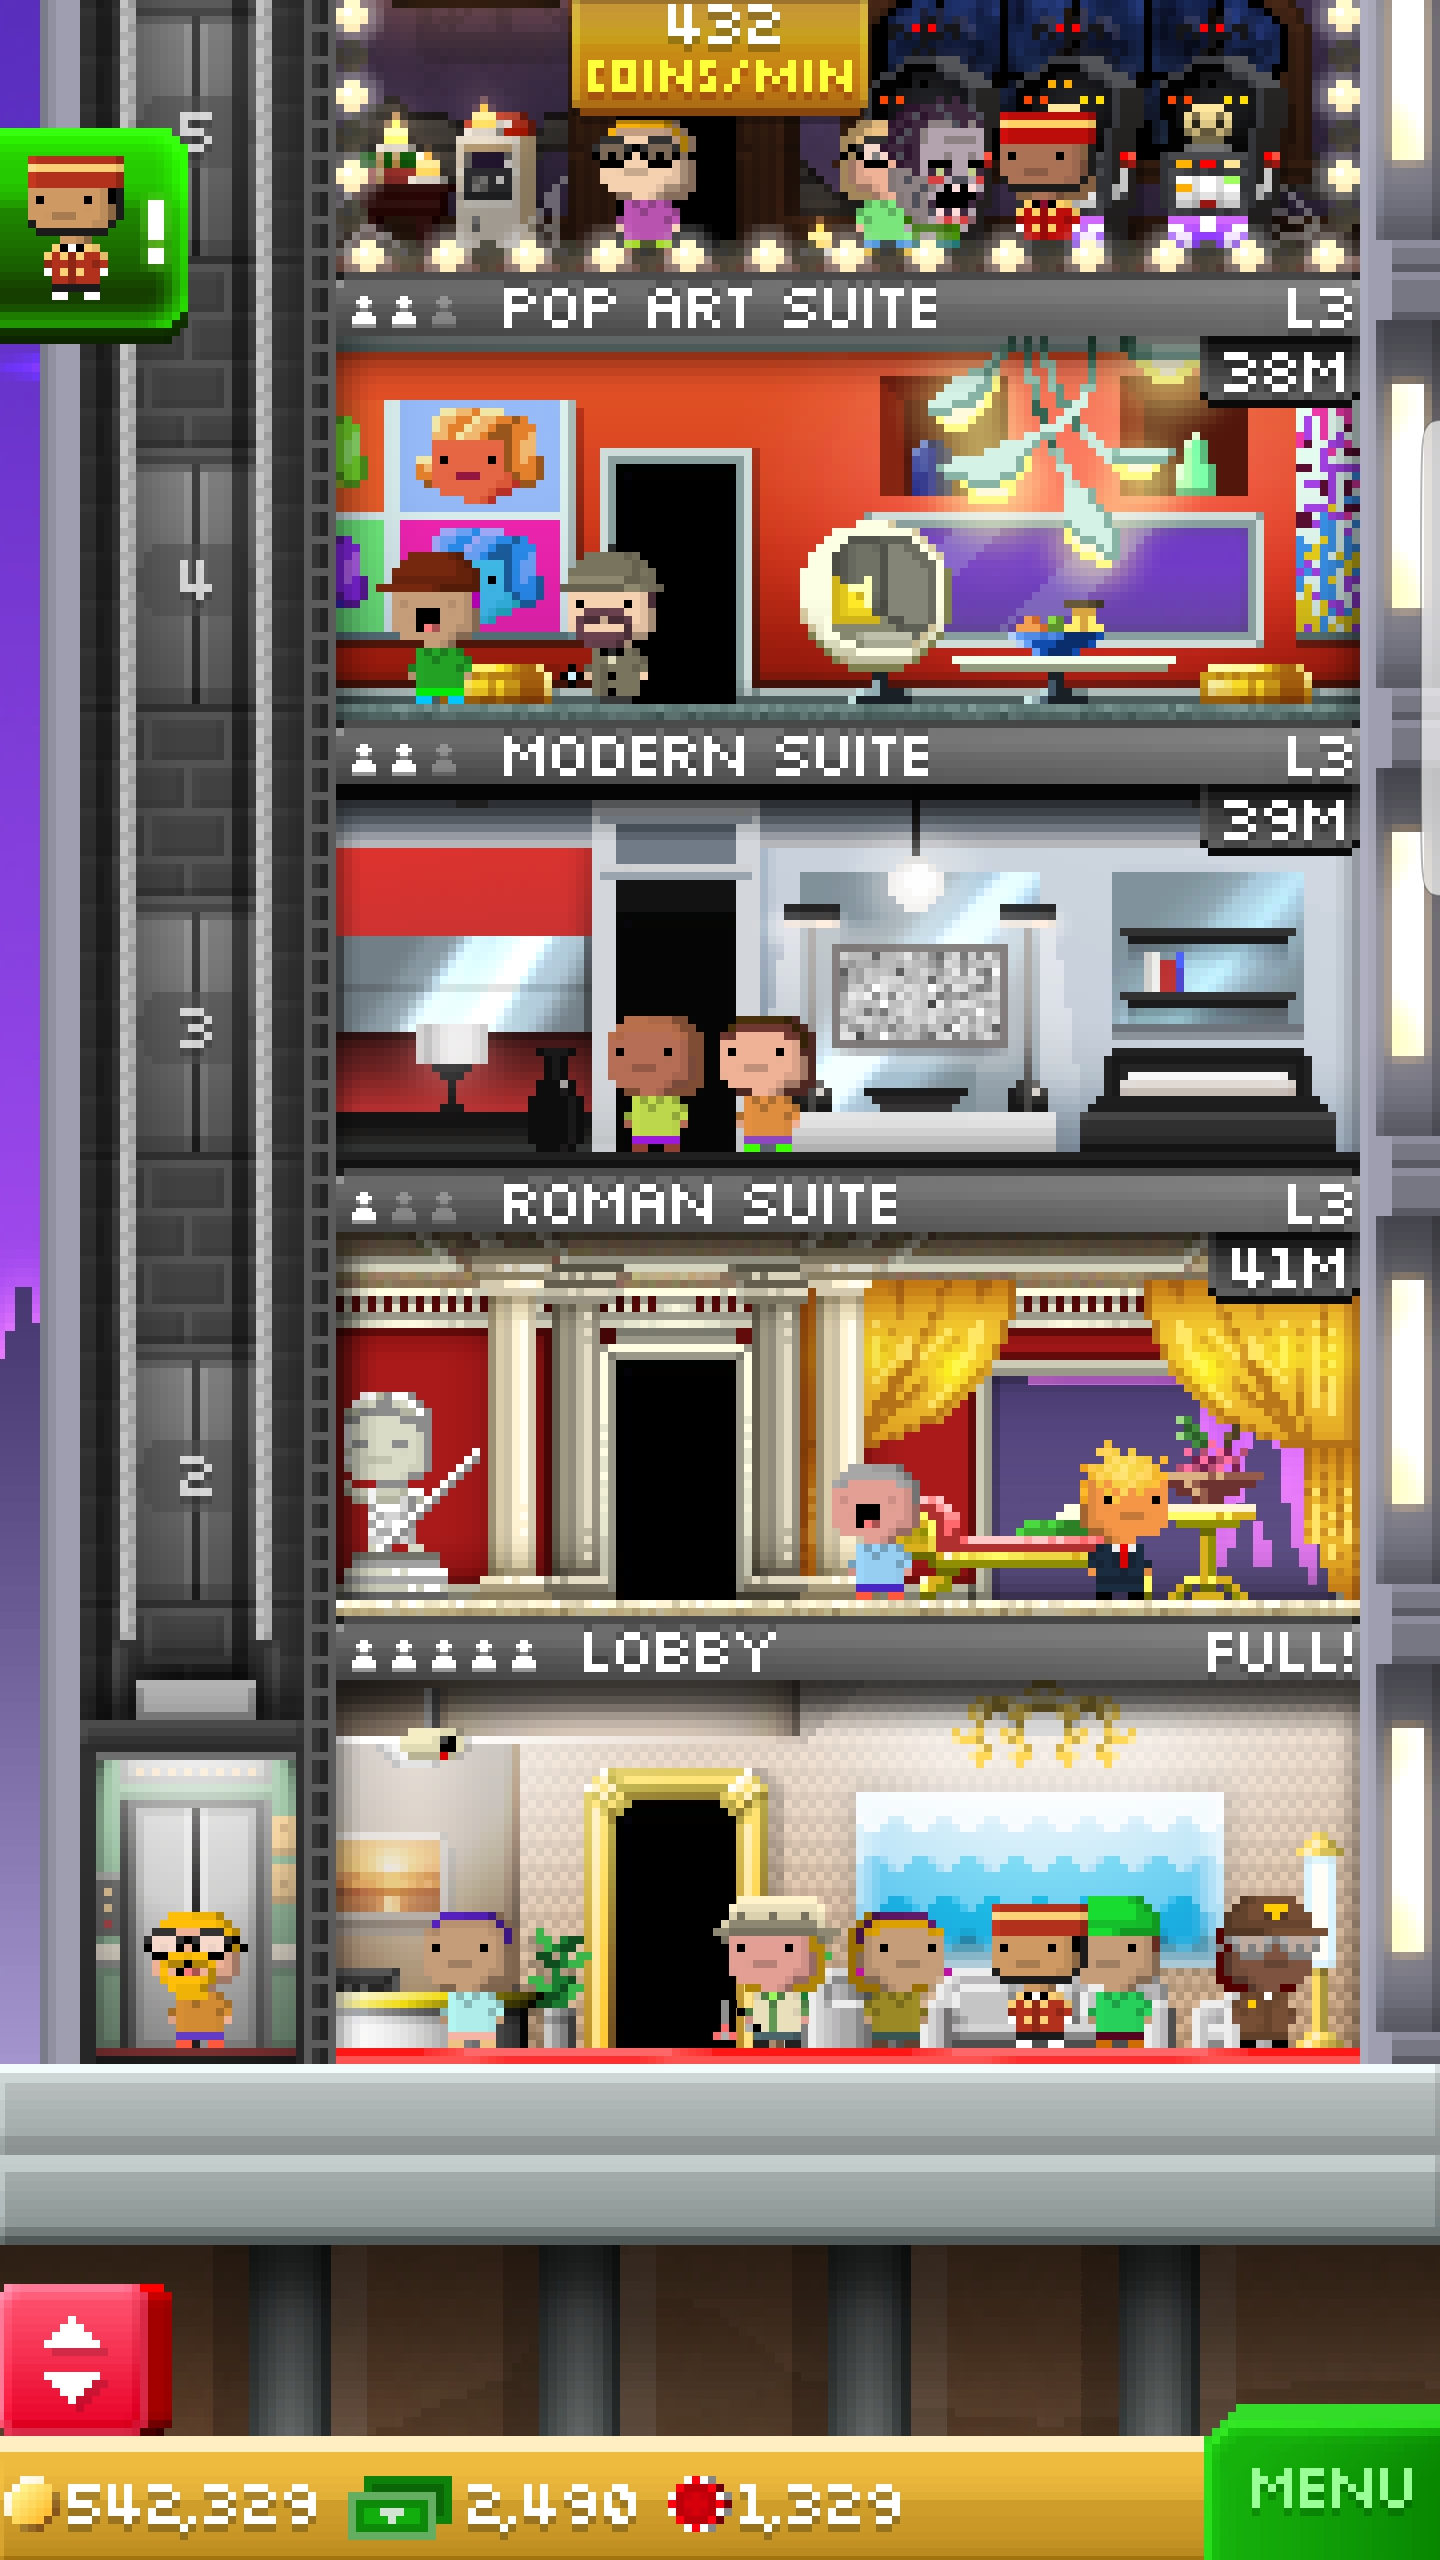 432
COINS/MIN
5
!
POP ART SUITE L3
38M
4
MODERN SUITE L3
39M
3
ROMAN SUITE L3
41M
2
LOBBY FULL!
542,329 2,490 1,329
MENU